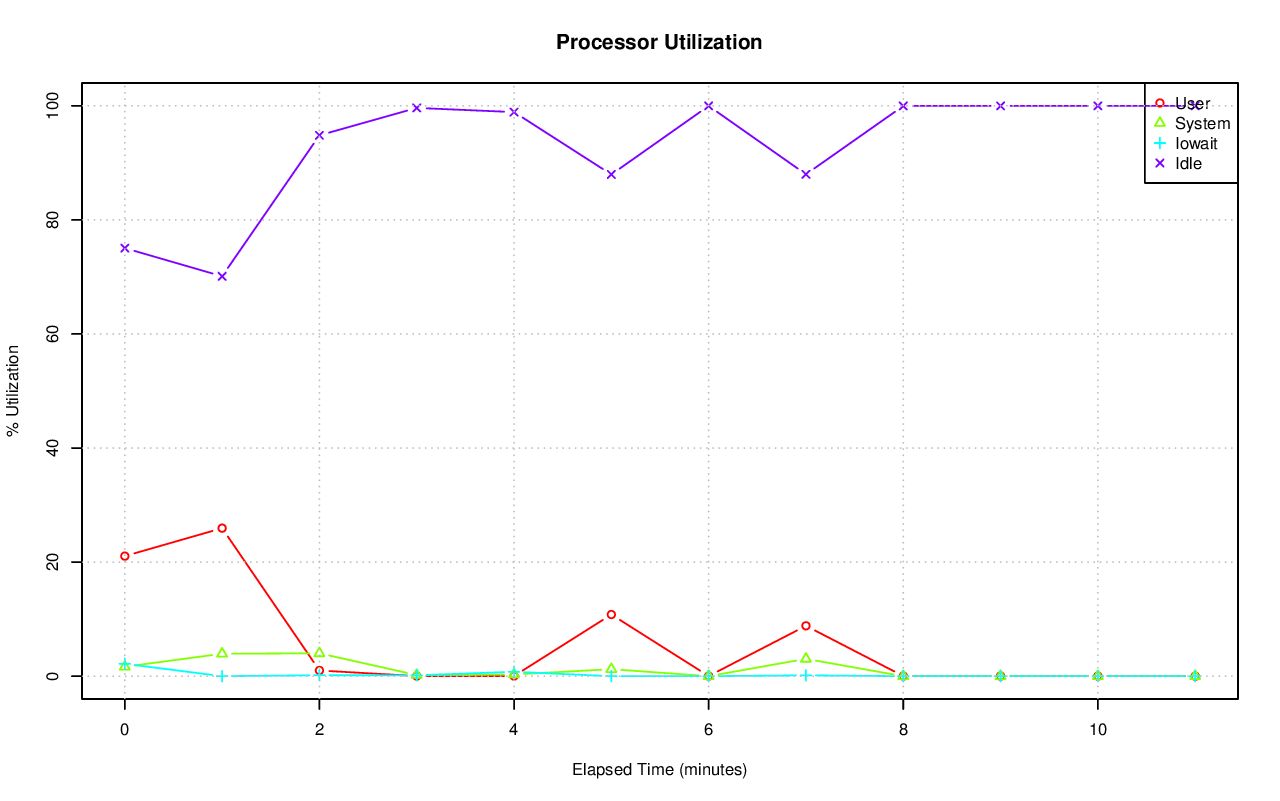 Processor Utilization
% Utilization
100
80
60
40
20
0
User
System
Iowait
Idle
0 2 4 6 8 10
Elapsed Time (minutes)